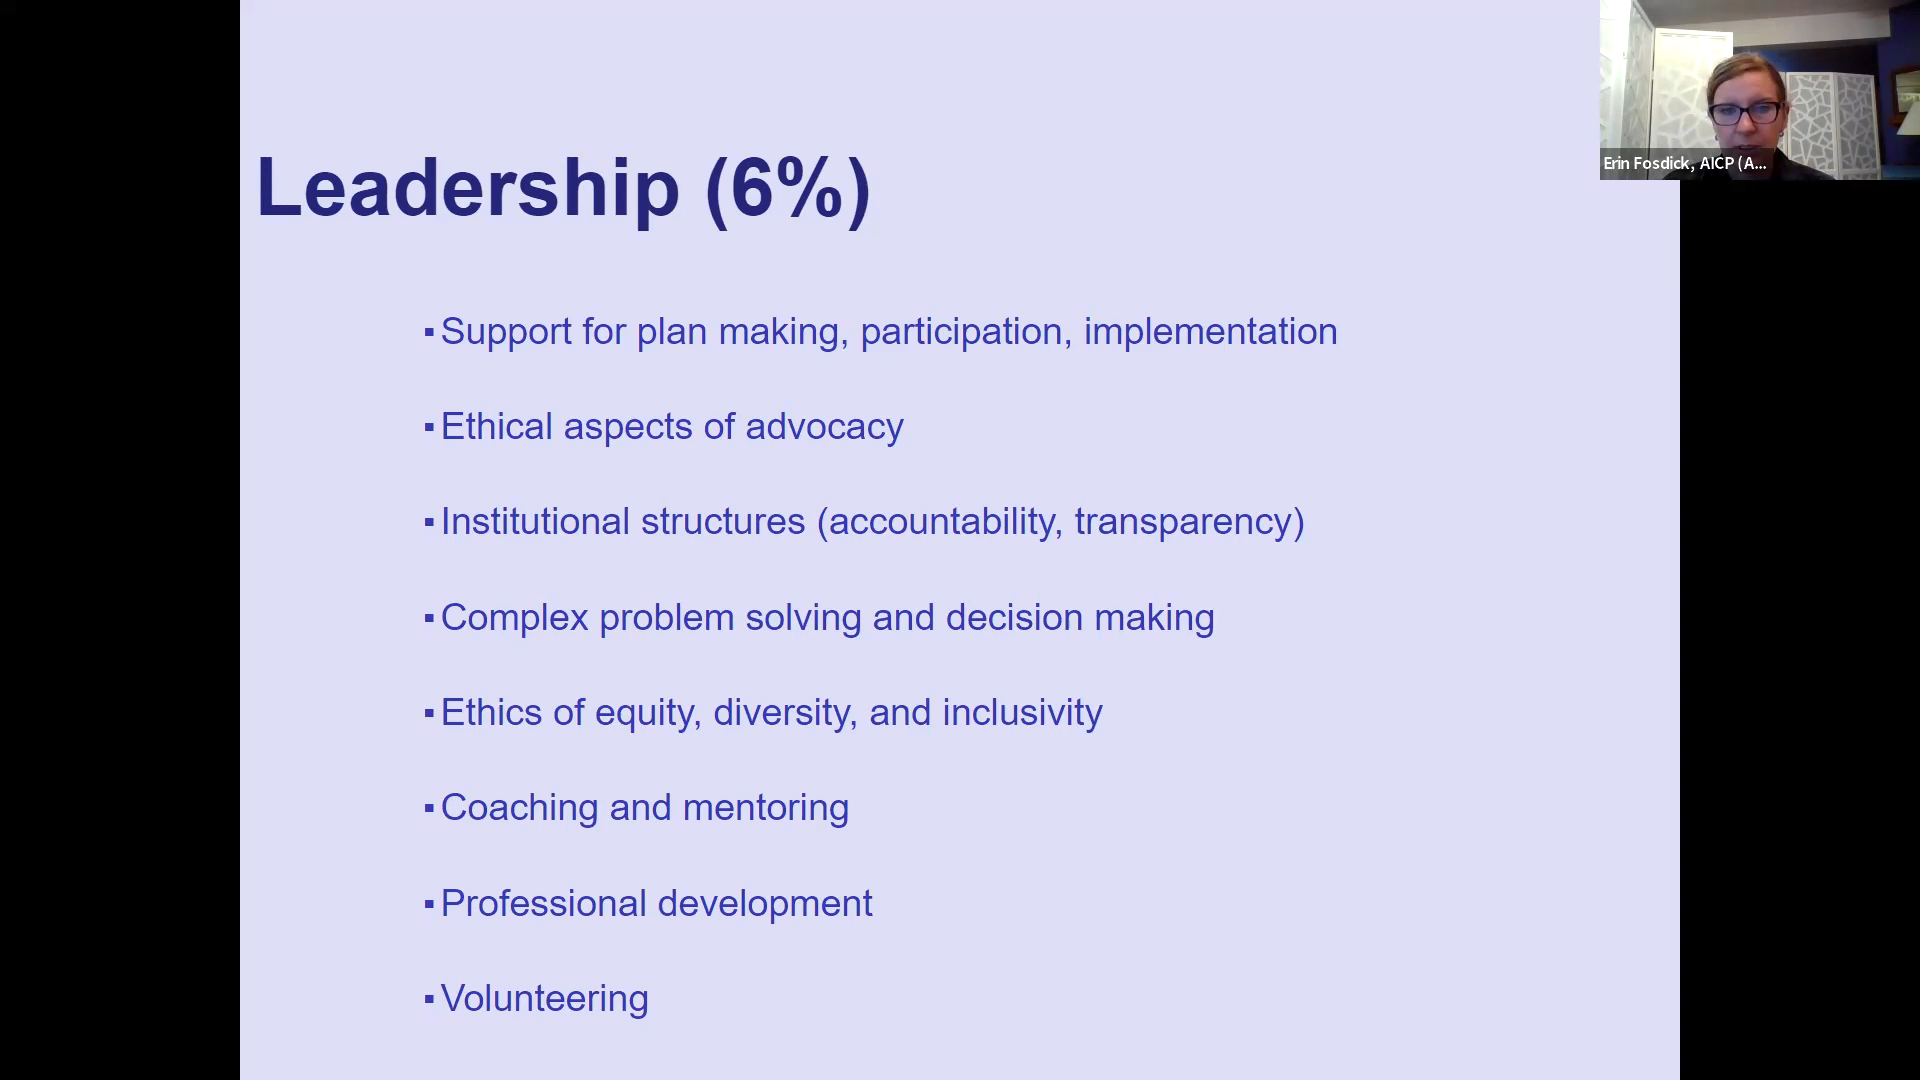 Erin Fosdick, AICP (A...
Leadership (6%)
▪Support for plan making, participation, implementation
▪Ethical aspects of advocacy
▪Institutional structures (accountability, transparency)
▪Complex problem solving and decision making
▪Ethics of equity, diversity, and inclusivity
▪Coaching and mentoring
▪Professional development
▪Volunteering